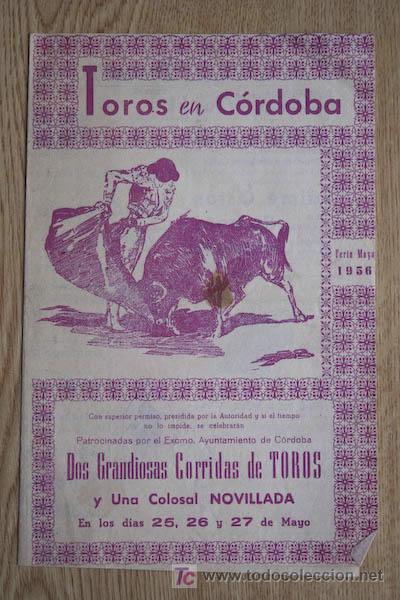 Toros en Córdoba
Feria Mayo
1956
Con superior permiso, presidida por la Autoridad y si el tiempo
no lo impide, se celebrarán
Patrocinadas por el Excmo. Ayuntamiento de Córdoba
Dos Grandiosas Corridas de TOROS
y Una Colosal NOVILLADA
En los días 25, 26 y 27 de Mayo
TC www.todocoleccion.net